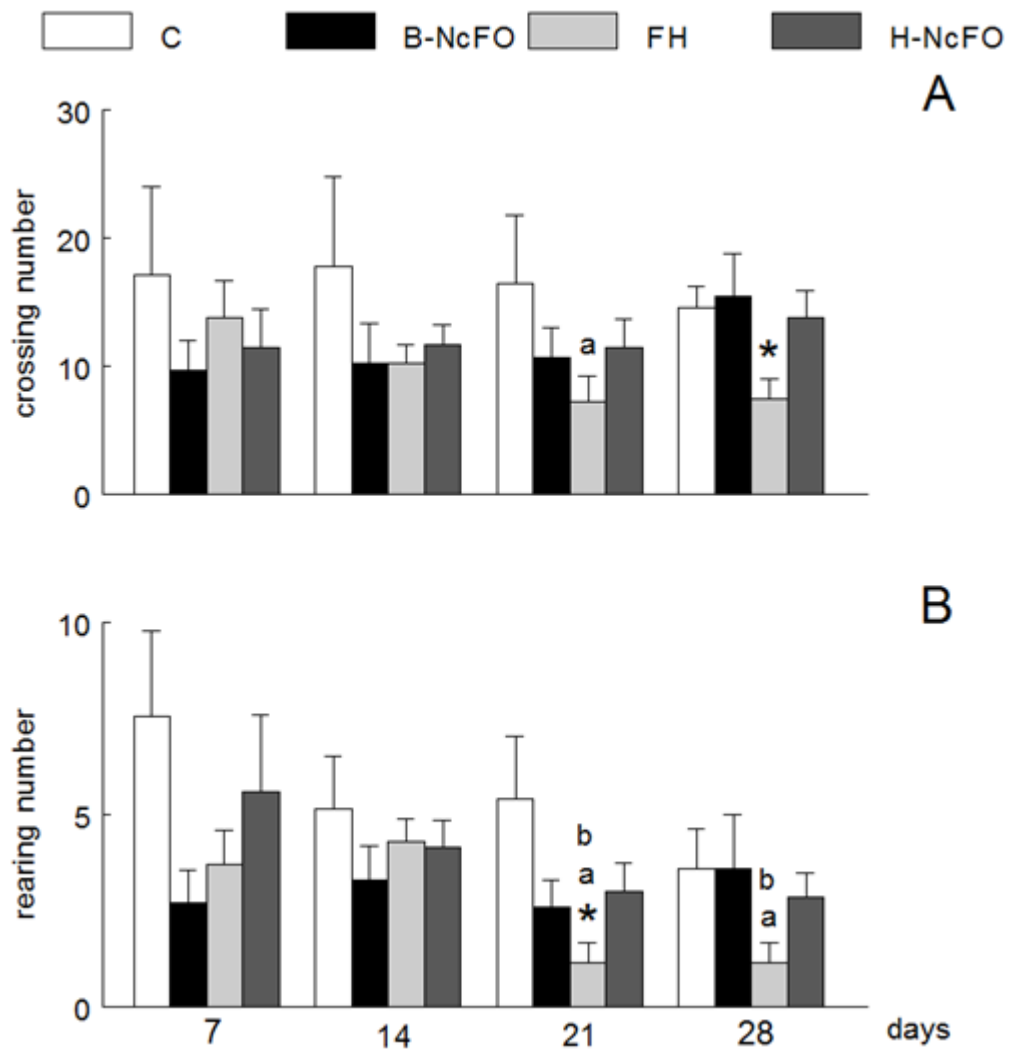 C B-NcFO FH H-NcFO
A
30
20
10
0
crossing number
a
*
B
10
5
0
rearing number
b
a
*
b
a
7 14 21 28 days